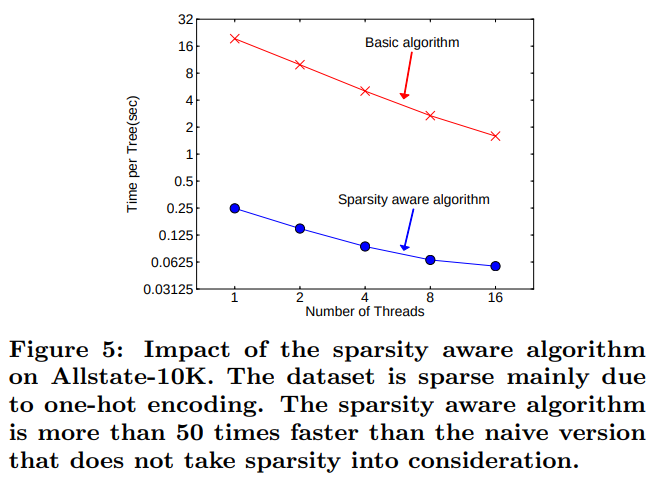 32
16
8
4
2
1
0.5
0.25
0.125
0.0625
0.03125
Time per Tree(sec)
Basic algorithm
Sparsity aware algorithm
1 2 4 8 16
Number of Threads
Figure 5: Impact of the sparsity aware algorithm
on Allstate-10K. The dataset is sparse mainly due
to one-hot encoding. The sparsity aware algorithm
is more than 50 times faster than the naive version
that does not take sparsity into consideration.